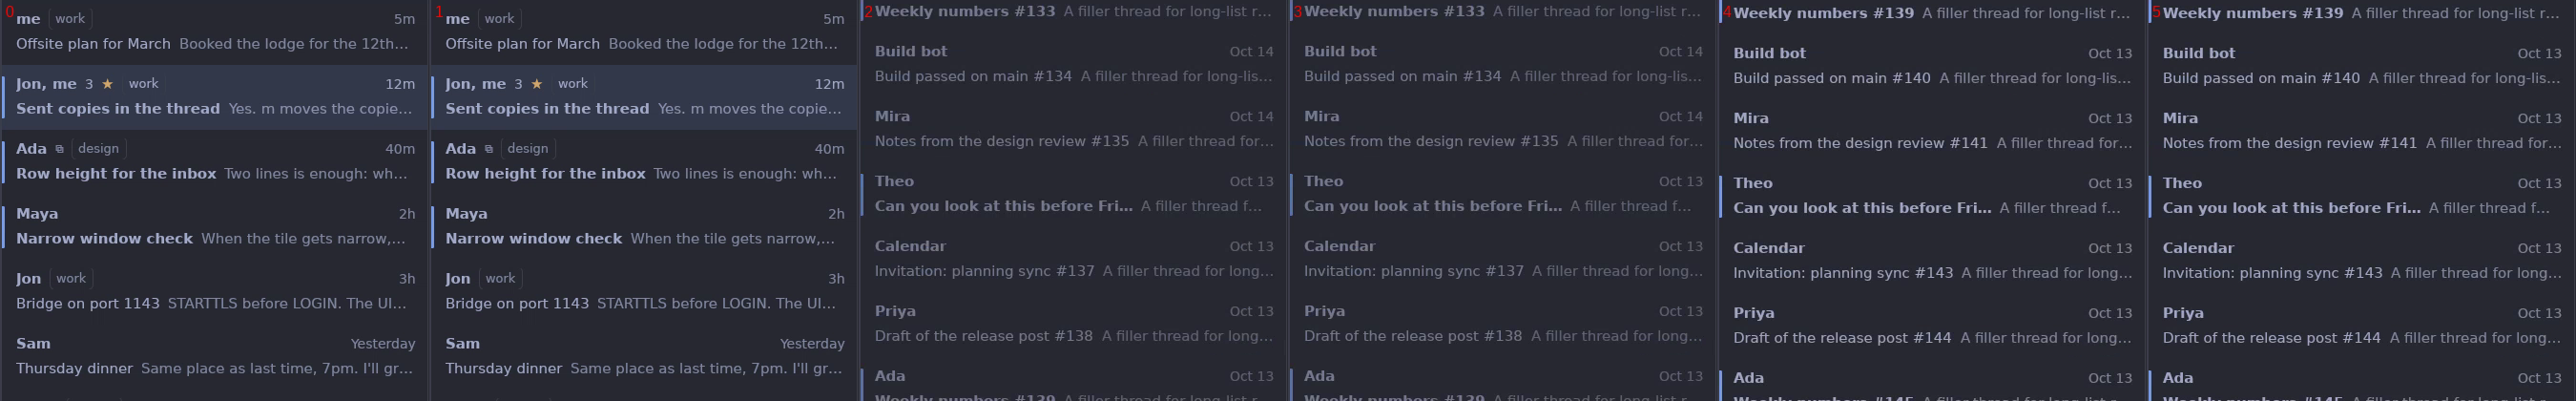 0
me work 5m
Offsite plan for March Booked the lodge for the 12th…
Jon, me 3 ★ work 12m
Sent copies in the thread Yes. m moves the copie…
Ada design 40m
Row height for the inbox Two lines is enough: wh…
Maya 2h
Narrow window check When the tile gets narrow,…
Jon work 3h
Bridge on port 1143 STARTTLS before LOGIN. The UI…
Sam Yesterday
Thursday dinner Same place as last time, 7pm. I'll gr…
1
me work 5m
Offsite plan for March Booked the lodge for the 12th…
Jon, me 3 ★ work 12m
Sent copies in the thread Yes. m moves the copie…
Ada design 40m
Row height for the inbox Two lines is enough: wh…
Maya 2h
Narrow window check When the tile gets narrow,…
Jon work 3h
Bridge on port 1143 STARTTLS before LOGIN. The UI…
Sam Yesterday
Thursday dinner Same place as last time, 7pm. I'll gr…
2
Weekly numbers #133 A filler thread for long-list r…
Build bot Oct 14
Build passed on main #134 A filler thread for long-lis…
Mira Oct 14
Notes from the design review #135 A filler thread for…
Theo Oct 13
Can you look at this before Fri… A filler thread f…
Calendar Oct 13
Invitation: planning sync #137 A filler thread for long…
Priya Oct 13
Draft of the release post #138 A filler thread for long…
Ada Oct 13
Weekly numbers #139 A filler thread for long-list r…
3
Weekly numbers #133 A filler thread for long-list r…
Build bot Oct 14
Build passed on main #134 A filler thread for long-lis…
Mira Oct 14
Notes from the design review #135 A filler thread for…
Theo Oct 13
Can you look at this before Fri… A filler thread f…
Calendar Oct 13
Invitation: planning sync #137 A filler thread for long…
Priya Oct 13
Draft of the release post #138 A filler thread for long…
Ada Oct 13
Weekly numbers #139 A filler thread for long-list r…
4
Weekly numbers #139 A filler thread for long-list r…
Build bot Oct 13
Build passed on main #140 A filler thread for long-lis…
Mira Oct 13
Notes from the design review #141 A filler thread for…
Theo Oct 13
Can you look at this before Fri… A filler thread f…
Calendar Oct 13
Invitation: planning sync #143 A filler thread for long…
Priya Oct 13
Draft of the release post #144 A filler thread for long…
Ada Oct 13
5
Weekly numbers #139 A filler thread for long-list r…
Build bot Oct 13
Build passed on main #140 A filler thread for long-lis…
Mira Oct 13
Notes from the design review #141 A filler thread for…
Theo Oct 13
Can you look at this before Fri… A filler thread f…
Calendar Oct 13
Invitation: planning sync #143 A filler thread for long…
Priya Oct 13
Draft of the release post #144 A filler thread for long…
Ada Oct 13